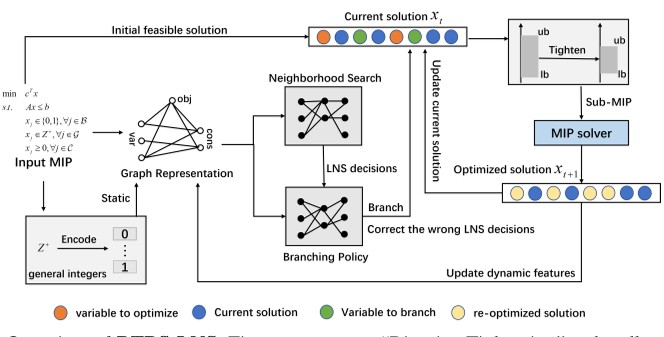 Current solution x_t
Initial feasible solution
ub
Tighten
ub
lb
lb
Sub-MIP
MIP solver
Optimized solution x_{t+1}
min c^T x
s.t. Ax ≤ b
x_j ∈ {0,1}, ∀j ∈ B
x_j ∈ Z^+, ∀j ∈ G
x_j ≥ 0, ∀j ∈ C
Input MIP
obj
var
cons
Graph Representation
Neighborhood Search
LNS decisions
Branching Policy
Branch
Correct the wrong LNS decisions
Update current solution
Static
Z^+
Encode
0
⋮
1
general integers
Update dynamic features
variable to optimize
Current solution
Variable to branch
re-optimized solution